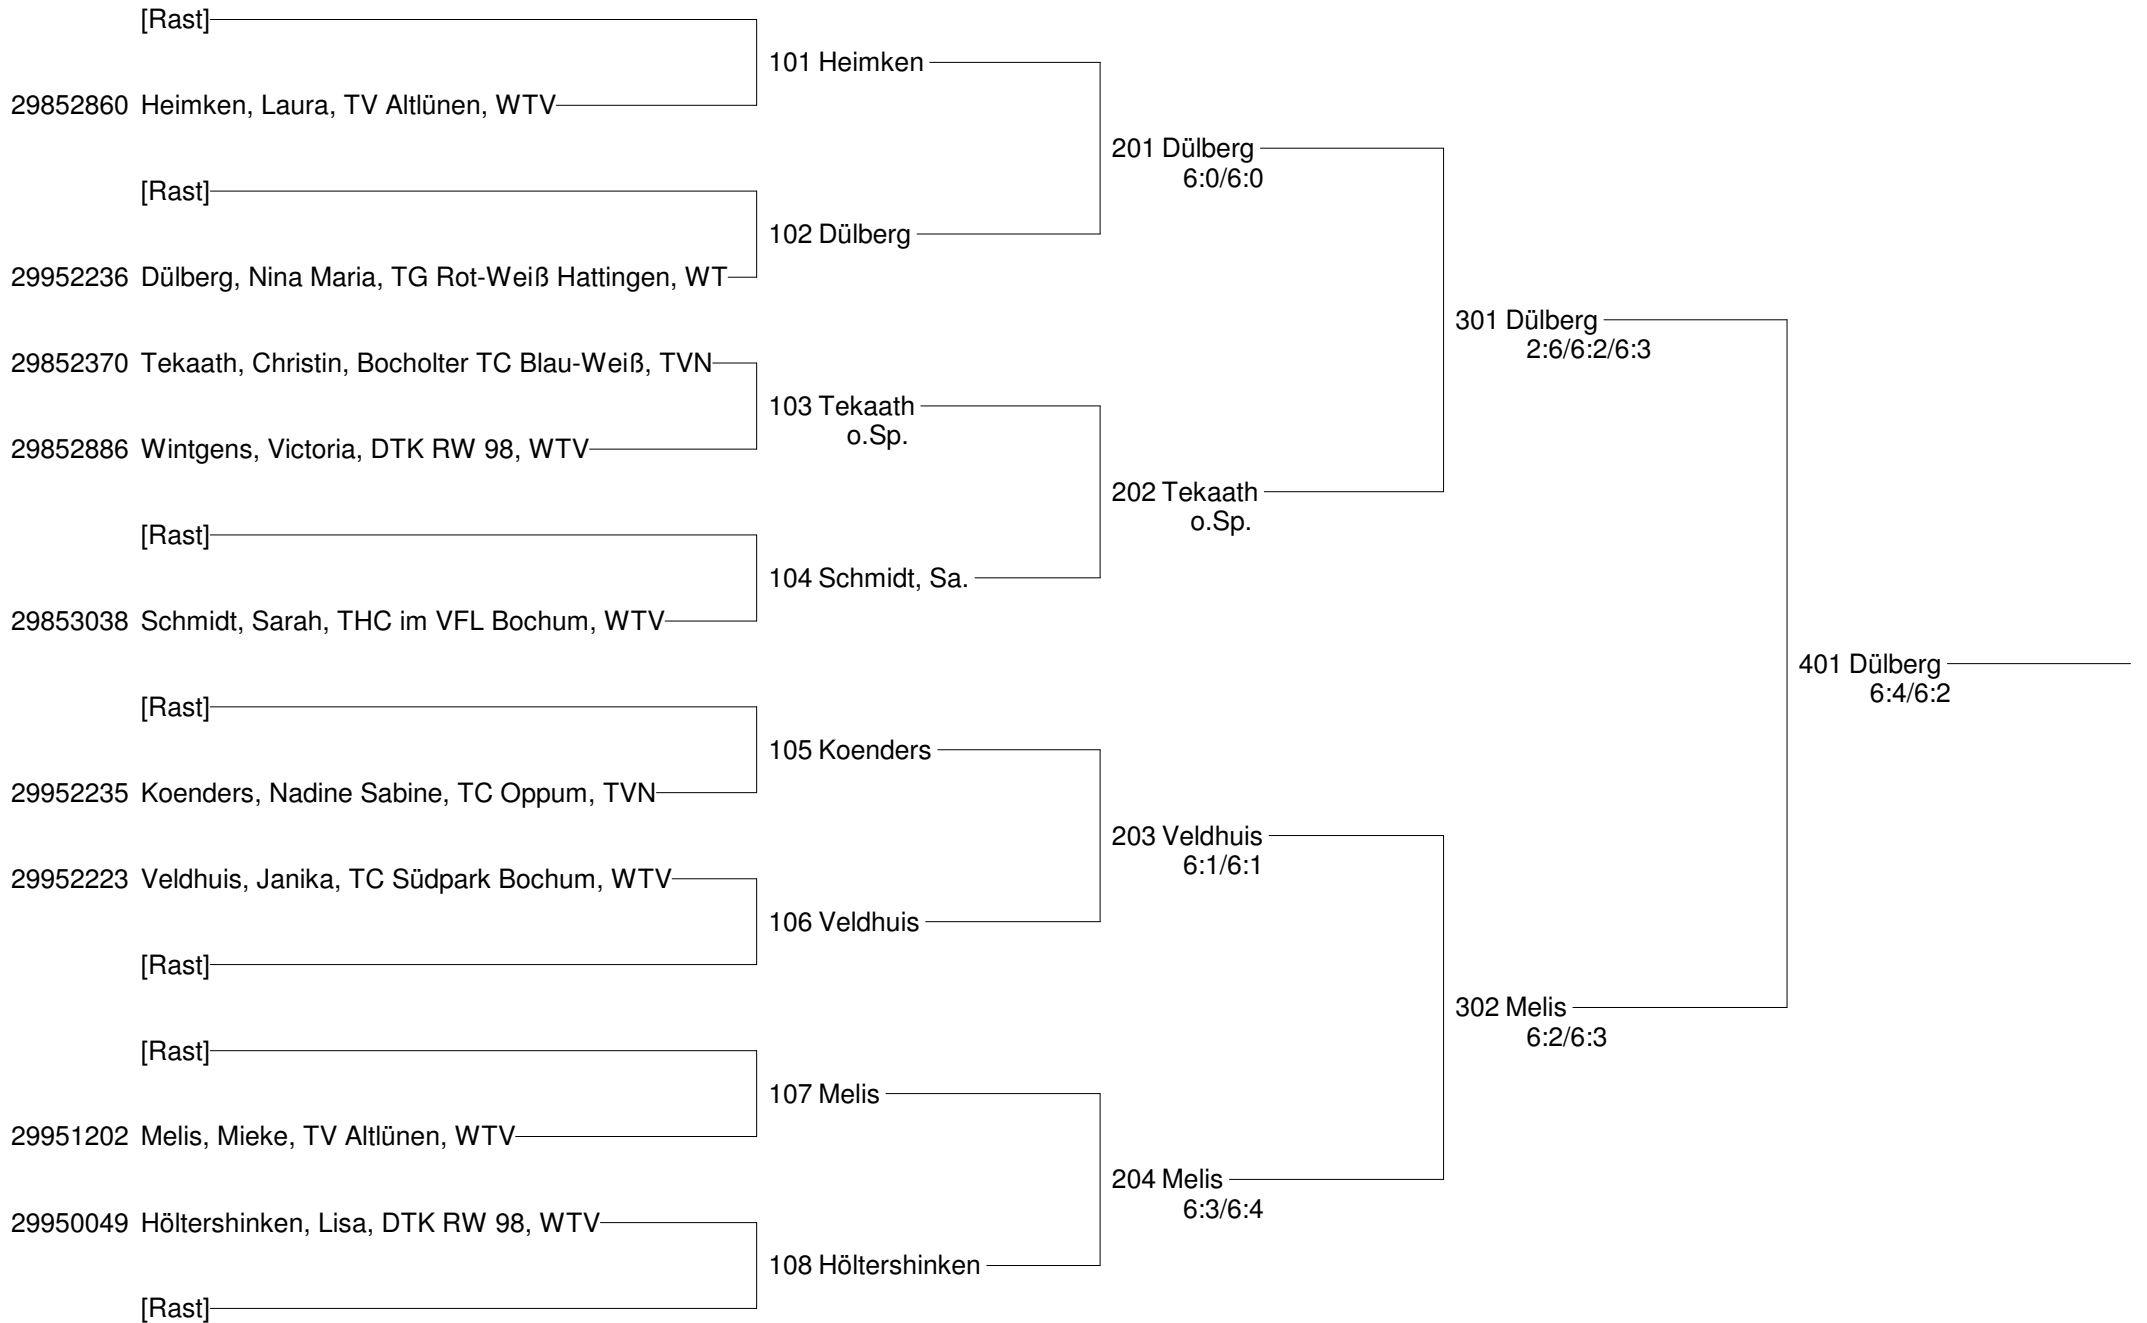 [Rast]
101 Heimken
29852860 Heimken, Laura, TV Altlünen, WTV
201 Dülberg
6:0/6:0
[Rast]
102 Dülberg
29952236 Dülberg, Nina Maria, TG Rot-Weiß Hattingen, WT
301 Dülberg
2:6/6:2/6:3
29852370 Tekaath, Christin, Bocholter TC Blau-Weiß, TVN
103 Tekaath
o.Sp.
29852886 Wintgens, Victoria, DTK RW 98, WTV
202 Tekaath
o.Sp.
[Rast]
104 Schmidt, Sa.
29853038 Schmidt, Sarah, THC im VFL Bochum, WTV
401 Dülberg
6:4/6:2
[Rast]
105 Koenders
29952235 Koenders, Nadine Sabine, TC Oppum, TVN
203 Veldhuis
6:1/6:1
29952223 Veldhuis, Janika, TC Südpark Bochum, WTV
106 Veldhuis
[Rast]
302 Melis
6:2/6:3
[Rast]
107 Melis
29951202 Melis, Mieke, TV Altlünen, WTV
204 Melis
6:3/6:4
29950049 Höltershinken, Lisa, DTK RW 98, WTV
108 Höltershinken
[Rast]